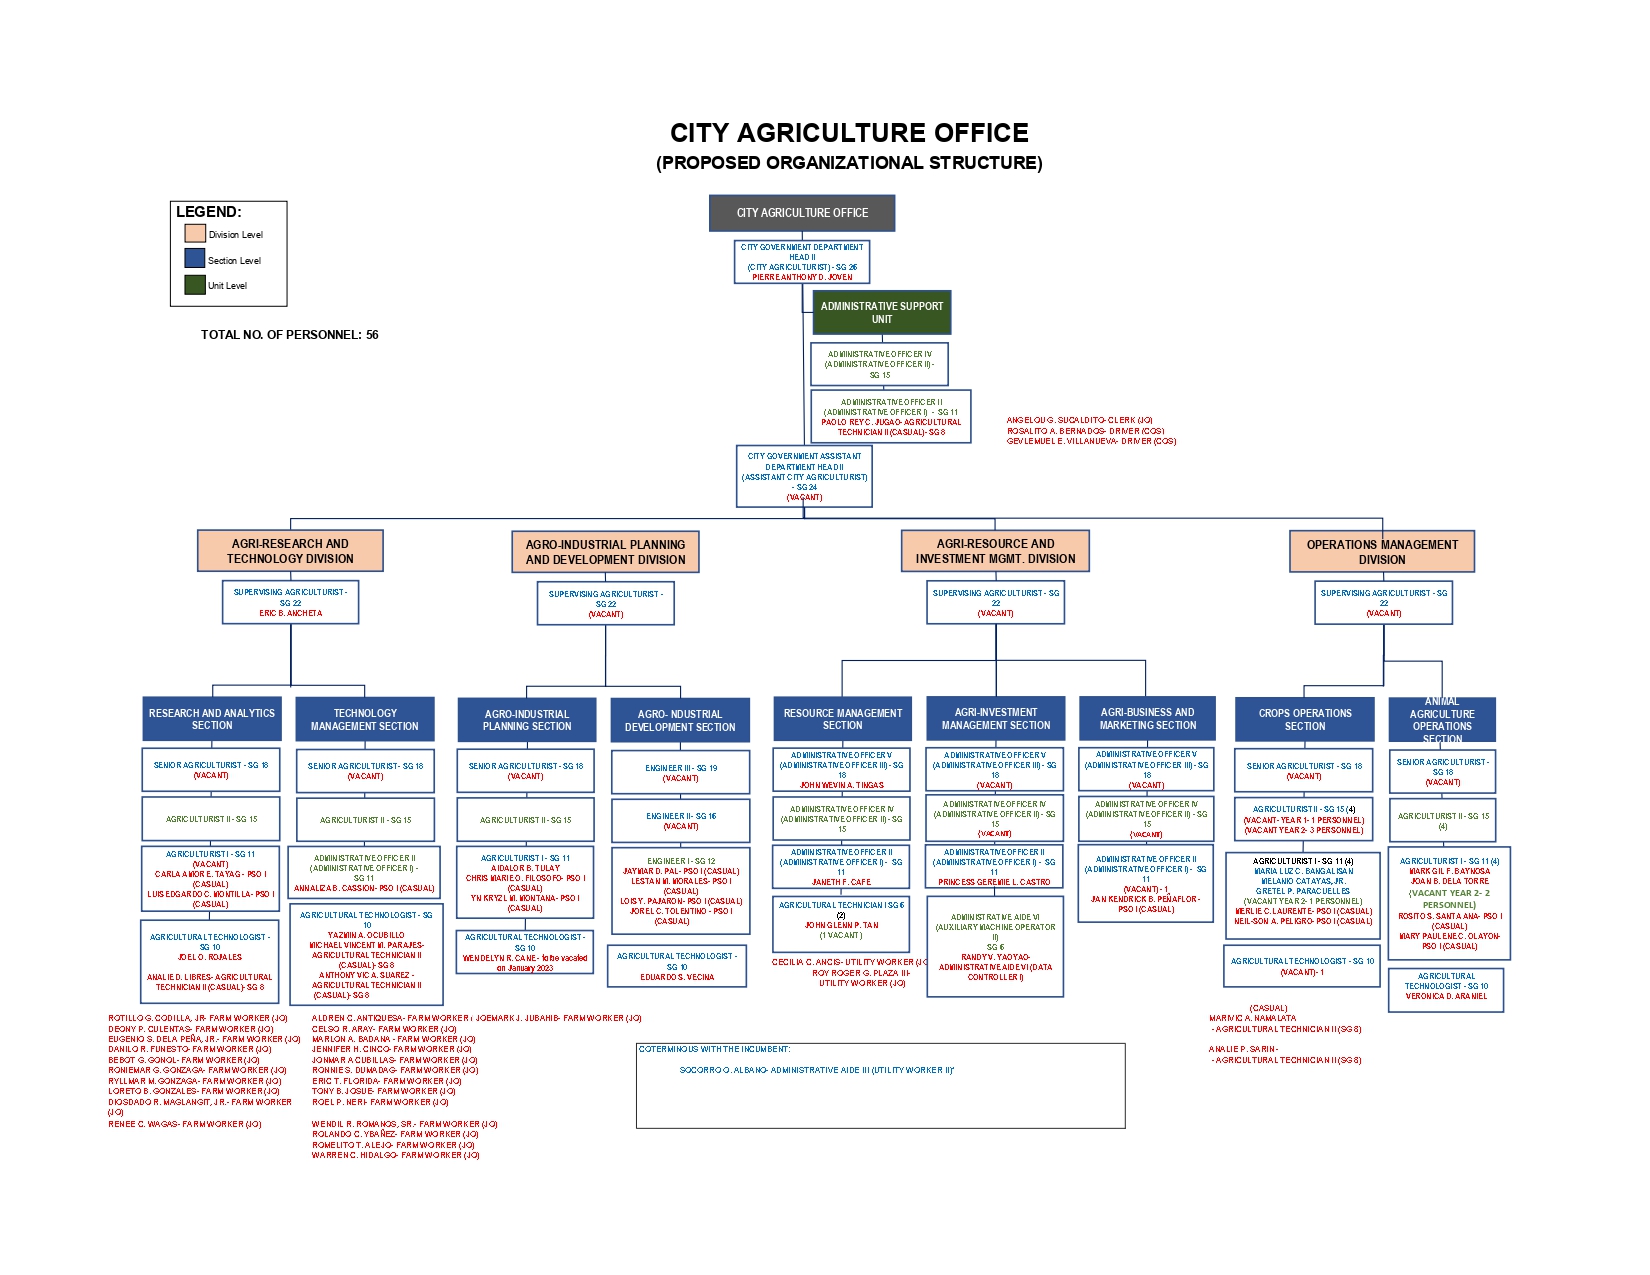 CITY AGRICULTURE OFFICE
(PROPOSED ORGANIZATIONAL STRUCTURE)
LEGEND:
Division Level
Section Level
Unit Level
TOTAL NO. OF PERSONNEL: 56
CITY AGRICULTURE OFFICE
CITY GOVERNMENT DEPARTMENT
HEAD II
(CITY AGRICULTURIST) - SG 26
PIERRE ANTHONY D. JOVEN
ADMINISTRATIVE SUPPORT
UNIT
ADMINISTRATIVE OFFICER IV
(ADMINISTRATIVE OFFICER II) -
SG 15
ADMINISTRATIVE OFFICER II
(ADMINISTRATIVE OFFICER I) - SG 11
PAOLO REY C. JUGAO- AGRICULTURAL
TECHNICIAN II (CASUAL)- SG 8
ANGELOU G. SUCALDITO- CLERK (JO)
ROSALITO A. BERNADOS- DRIVER (COS)
GEVLEMUEL E. VILLANUEVA- DRIVER (COS)
CITY GOVERNMENT ASSISTANT
DEPARTMENT HEAD II
(ASSISTANT CITY AGRICULTURIST)
- SG 24
(VACANT)
AGRI-RESEARCH AND
TECHNOLOGY DIVISION
SUPERVISING AGRICULTURIST -
SG 22
ERIC B. ANCHETA
AGRO-INDUSTRIAL PLANNING
AND DEVELOPMENT DIVISION
SUPERVISING AGRICULTURIST -
SG 22
(VACANT)
AGRI-RESOURCE AND
INVESTMENT MGMT. DIVISION
SUPERVISING AGRICULTURIST - SG
22
(VACANT)
OPERATIONS MANAGEMENT
DIVISION
SUPERVISING AGRICULTURIST - SG
22
(VACANT)
RESEARCH AND ANALYTICS
SECTION
SENIOR AGRICULTURIST - SG 18
(VACANT)
AGRICULTURIST II - SG 15
AGRICULTURIST I - SG 11
(VACANT)
CARLA AMOR E. TAYAG - PSO I
(CASUAL)
LUIS EDGARDO C. MONTILLA - PSO I
(CASUAL)
AGRICULTURAL TECHNOLOGIST -
SG 10
JOEL O. ROJALES
ANALIE D. LIBRES- AGRICULTURAL
TECHNICIAN II (CASUAL)- SG 8
TECHNOLOGY
MANAGEMENT SECTION
SENIOR AGRICULTURIST - SG 18
(VACANT)
AGRICULTURIST II - SG 15
ADMINISTRATIVE OFFICER II
(ADMINISTRATIVE OFFICER I) -
SG 11
ANNALIZA B. CASSION- PSO I (CASUAL)
AGRICULTURAL TECHNOLOGIST - SG
10
YAZMIN A. OCUBILLO
MICHAEL VINCENT M. PARAJES-
AGRICULTURAL TECHNICIAN II
(CASUAL)- SG 8
ANTHONY VIC A. SUAREZ -
AGRICULTURAL TECHNICIAN II
(CASUAL)- SG 8
AGRO-INDUSTRIAL
PLANNING SECTION
SENIOR AGRICULTURIST - SG 18
(VACANT)
AGRICULTURIST II - SG 15
AGRICULTURIST I - SG 11
AIDALOR B. TULAY
CHRIS MARIE O. FILOSOFO- PSO I
(CASUAL)
YN KRYZL M. MONTANA- PSO I
(CASUAL)
AGRICULTURAL TECHNOLOGIST -
SG 10
WENDELYN R. CANE- to be vacated
on January 2023
AGRO- NDUSTRIAL
DEVELOPMENT SECTION
ENGINEER III - SG 19
(VACANT)
ENGINEER II - SG 16
(VACANT)
ENGINEER I - SG 12
JAYMAR D. PAL- PSO I (CASUAL)
LESTAN M. MORALES- PSO I
(CASUAL)
LOIS Y. PAJARON- PSO I (CASUAL)
JOREL C. TOLENTINO - PSO I
(CASUAL)
AGRICULTURAL TECHNOLOGIST -
SG 10
EDUARDO S. VECINA
RESOURCE MANAGEMENT
SECTION
ADMINISTRATIVE OFFICER V
(ADMINISTRATIVE OFFICER III) - SG
18
JOHN WEVIN A. TINGAS
ADMINISTRATIVE OFFICER IV
(ADMINISTRATIVE OFFICER II) - SG
15
ADMINISTRATIVE OFFICER II
(ADMINISTRATIVE OFFICER I) - SG
11
JANETH F. CAFE
AGRICULTURAL TECHNICIAN I SG 6
(2)
JOHN GLENN P. TAN
(1 VACANT)
CECILIA C. ANCIS- UTILITY WORKER (JO
ROY ROGER G. PLAZA III-
UTILITY WORKER (JO)
AGRI-INVESTMENT
MANAGEMENT SECTION
ADMINISTRATIVE OFFICER V
(ADMINISTRATIVE OFFICER III) - SG
18
(VACANT)
ADMINISTRATIVE OFFICER IV
(ADMINISTRATIVE OFFICER II) - SG
15
(VACANT)
ADMINISTRATIVE OFFICER II
(ADMINISTRATIVE OFFICER I) - SG
11
PRINCESS GEREMIE L. CASTRO
ADMINISTRATIVE AIDE VI
(AUXILIARY MACHINE OPERATOR
II)
SG 6
RANDY V. YAOYAO-
ADMINISTRATIVE AIDE VI (DATA
CONTROLLER I)
AGRI-BUSINESS AND
MARKETING SECTION
ADMINISTRATIVE OFFICER V
(ADMINISTRATIVE OFFICER III) - SG
18
(VACANT)
ADMINISTRATIVE OFFICER IV
(ADMINISTRATIVE OFFICER II) - SG
15
(VACANT)
ADMINISTRATIVE OFFICER II
(ADMINISTRATIVE OFFICER I) - SG
11
(VACANT) - 1
JAN KENDRICK B. PEÑAFLOR -
PSO I (CASUAL)
CROPS OPERATIONS
SECTION
SENIOR AGRICULTURIST - SG 18
(VACANT)
AGRICULTURIST II - SG 15 (4)
(VACANT- YEAR 1- 1 PERSONNEL)
(VACANT YEAR 2- 3 PERSONNEL)
AGRICULTURIST I - SG 11 (4)
MARIA LUZ C. BANGALISAN
MELANIO CATAYAS, JR.
GRETEL P. PARACUELLES
(VACANT YEAR 2- 1 PERSONNEL)
MERLIE C. LAURENTE- PSO I (CASUAL)
NEIL-SON A. PELIGRO- PSO I (CASUAL)
AGRICULTURAL TECHNOLOGIST - SG 10
(VACANT)- 1
(CASUAL)
MARIVIC A. NAMALATA
- AGRICULTURAL TECHNICIAN II (SG 8)
ANALIE P. SARIN -
- AGRICULTURAL TECHNICIAN II (SG 8)
ANIMAL
AGRICULTURE
OPERATIONS
SECTION
SENIOR AGRICULTURIST -
SG 18
(VACANT)
AGRICULTURIST II - SG 15
(4)
AGRICULTURIST I - SG 11 (4)
MARK GIL F. BAYNOSA
JOAN B. DELA TORRE
(VACANT YEAR 2- 2
PERSONNEL)
ROSITO S. SANTA ANA- PSO I
(CASUAL)
MARY PAULENE C. OLAYON-
PSO I (CASUAL)
AGRICULTURAL
TECHNOLOGIST - SG 10
VERONICA D. ARANIEL
ROTILLO G. CODILLA, JR- FARM WORKER (JO)
DEONY P. CULENTAS- FARM WORKER (JO)
EUGENIO S. DELA PEÑA, JR.- FARM WORKER (JO)
DANILO R. FUNESTO- FARM WORKER (JO)
BEBOT G. GONOL- FARM WORKER (JO)
RONIEMAR G. GONZAGA- FARM WORKER (JO)
RYLLMAR M. GONZAGA- FARM WORKER (JO)
LORETO B. GONZALES- FARM WORKER (JO)
DIOSDADO R. MAGLANGIT, JR.- FARM WORKER
(JO)
RENEE C. WAGAS- FARM WORKER (JO)
ALDREN C. ANTIQUESA- FARM WORKER / JOEMARK J. JUBAHIB- FARM WORKER (JO)
CELSO R. ARAY- FARM WORKER (JO)
MARLON A. BADANA - FARM WORKER (JO)
JENNIFER H. CINCO- FARM WORKER (JO)
JONMAR A CUBILLAS- FARM WORKER (JO)
RONNIE S. DUMADAG- FARM WORKER (JO)
ERIC T. FLORIDA- FARM WORKER (JO)
TONY B. JOSUE- FARM WORKER (JO)
ROEL P. NERI- FARM WORKER (JO)
WENDIL R. ROMANOS, SR.- FARM WORKER (JO)
ROLANDO C. YBAÑEZ- FARM WORKER (JO)
ROMELITO T. ALEJO- FARM WORKER (JO)
WARREN C. HIDALGO- FARM WORKER (JO)
COTERMINOUS WITH THE INCUMBENT:
SOCORRO O. ALBANO- ADMINISTRATIVE AIDE III (UTILITY WORKER II)*